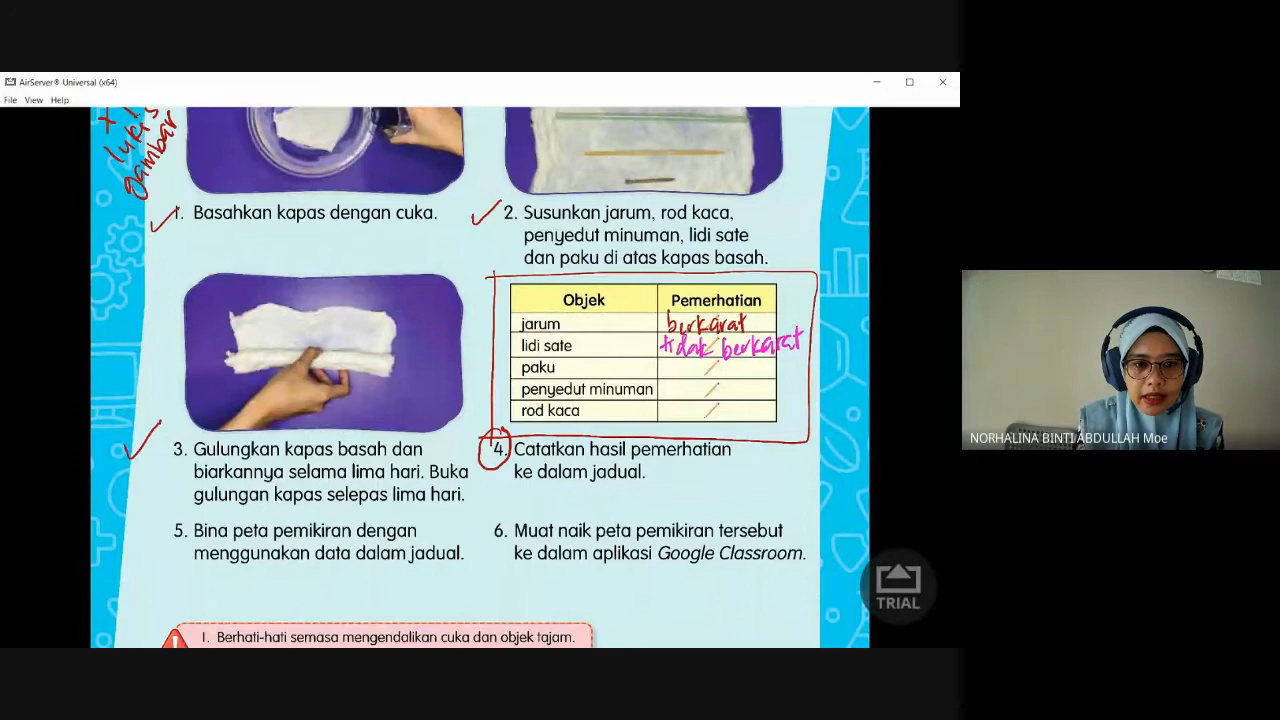 AirServer® Universal (x64)
File View Help
+
lukis
gambar
1. Basahkan kapas dengan cuka.
2. Susunkan jarum, rod kaca,
penyedut minuman, lidi sate
dan paku di atas kapas basah.
Objek Pemerhatian
jarum berkarat
lidi sate tidak berkarat
paku
penyedut minuman
rod kaca
3. Gulungkan kapas basah dan
biarkannya selama lima hari. Buka
gulungan kapas selepas lima hari.
4. Catatkan hasil pemerhatian
ke dalam jadual.
5. Bina peta pemikiran dengan
menggunakan data dalam jadual.
6. Muat naik peta pemikiran tersebut
ke dalam aplikasi Google Classroom.
1. Berhati-hati semasa mengendalikan cuka dan objek tajam.
TRIAL
NORHALINA BINTI ABDULLAH Moe